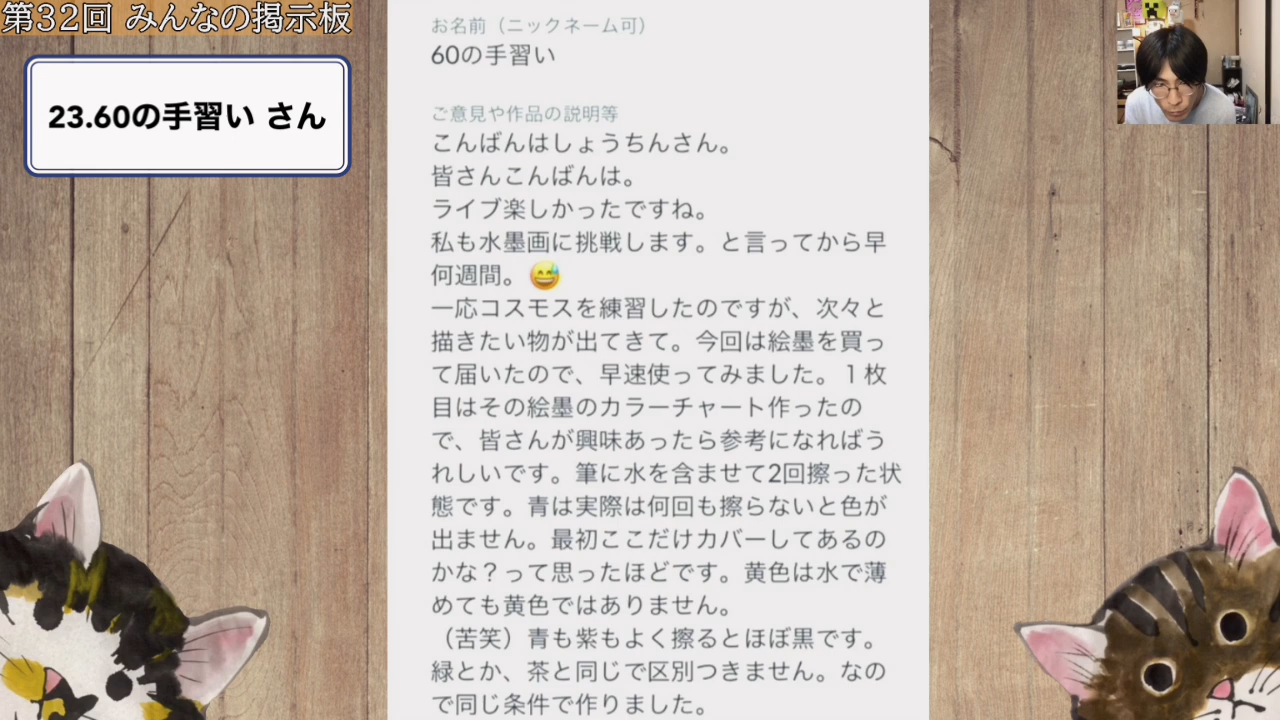 第32回 みんなの掲示板
23.60の手習い さん
お名前（ニックネーム可）
60の手習い
ご意見や作品の説明等
こんばんはしょうちんさん。
皆さんこんばんは。
ライブ楽しかったですね。
私も水墨画に挑戦します。と言ってから早
何週間。😅
一応コスモスを練習したのですが、次々と
描きたい物が出てきて。今回は絵墨を買っ
て届いたので、早速使ってみました。１枚
目はその絵墨のカラーチャート作ったの
で、皆さんが興味あったら参考になればう
れしいです。筆に水を含ませて2回擦った状
態です。青は実際は何回も擦らないと色が
出ません。最初ここだけカバーしてあるの
かな？って思ったほどです。黄色は水で薄
めても黄色ではありません。
（苦笑）青も紫もよく擦るとほぼ黒です。
緑とか、茶と同じで区別つきません。なの
で同じ条件で作りました。